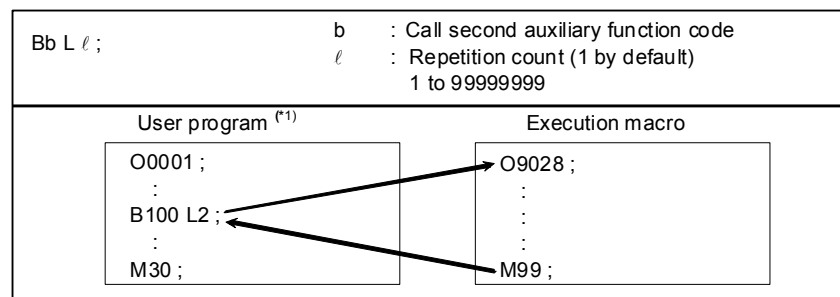 Bb L ℓ ;
b : Call second auxiliary function code
ℓ : Repetition count (1 by default)
1 to 99999999
User program (*1)
Execution macro
O0001 ;
:
B100 L2 ;
:
M30 ;
O9028 ;
:
:
:
M99 ;